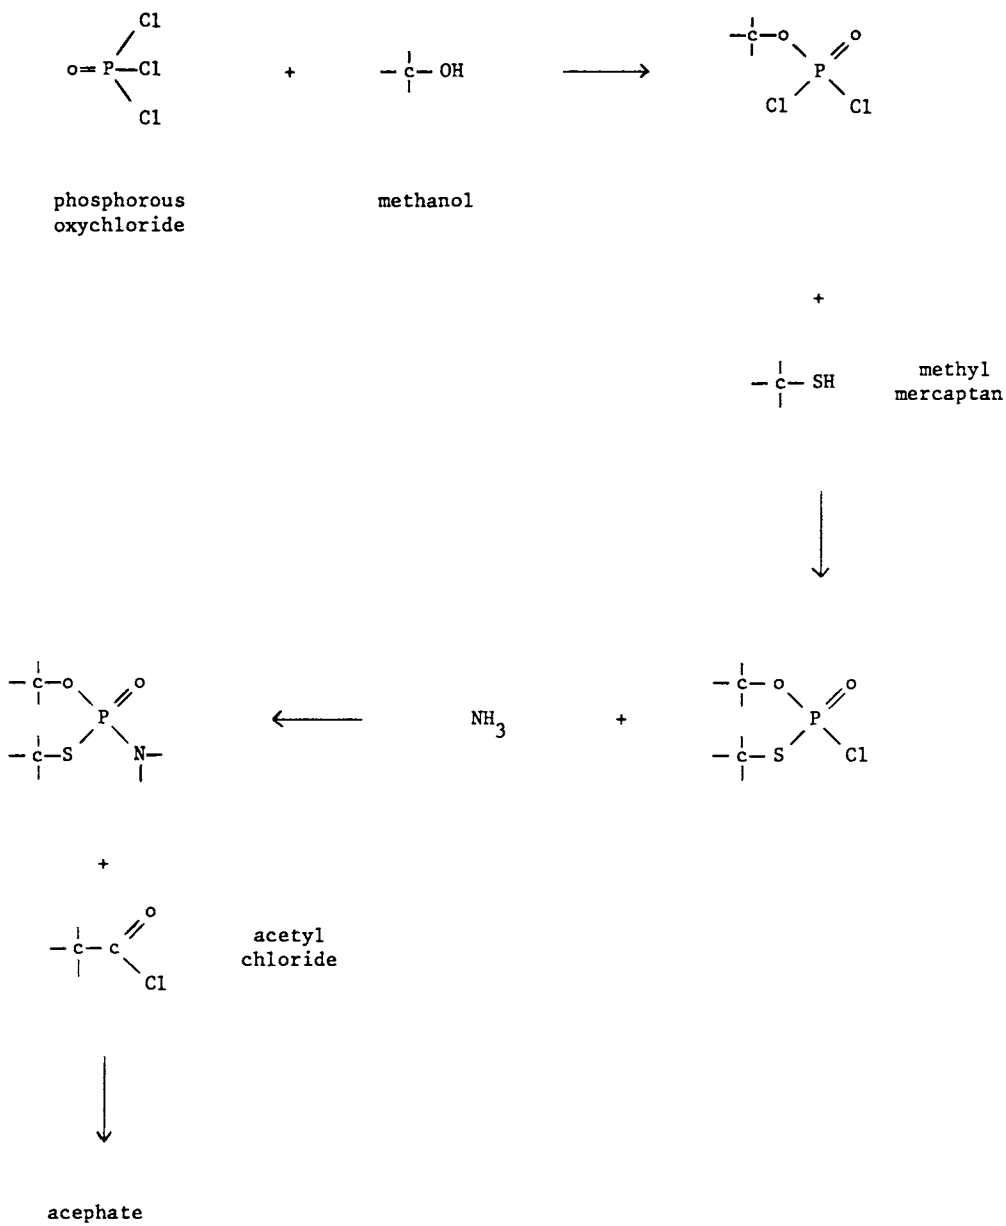 Cl
o=P—Cl
Cl
+
—c—OH
—c—o
o
P
Cl
Cl
phosphorous
oxychloride
methanol
+
—c—SH
methyl
mercaptan
—c—o
o
P
—c—S
N—
NH3
+
—c—o
o
P
—c—S
Cl
+
o
—c—c
Cl
acetyl
chloride
acephate